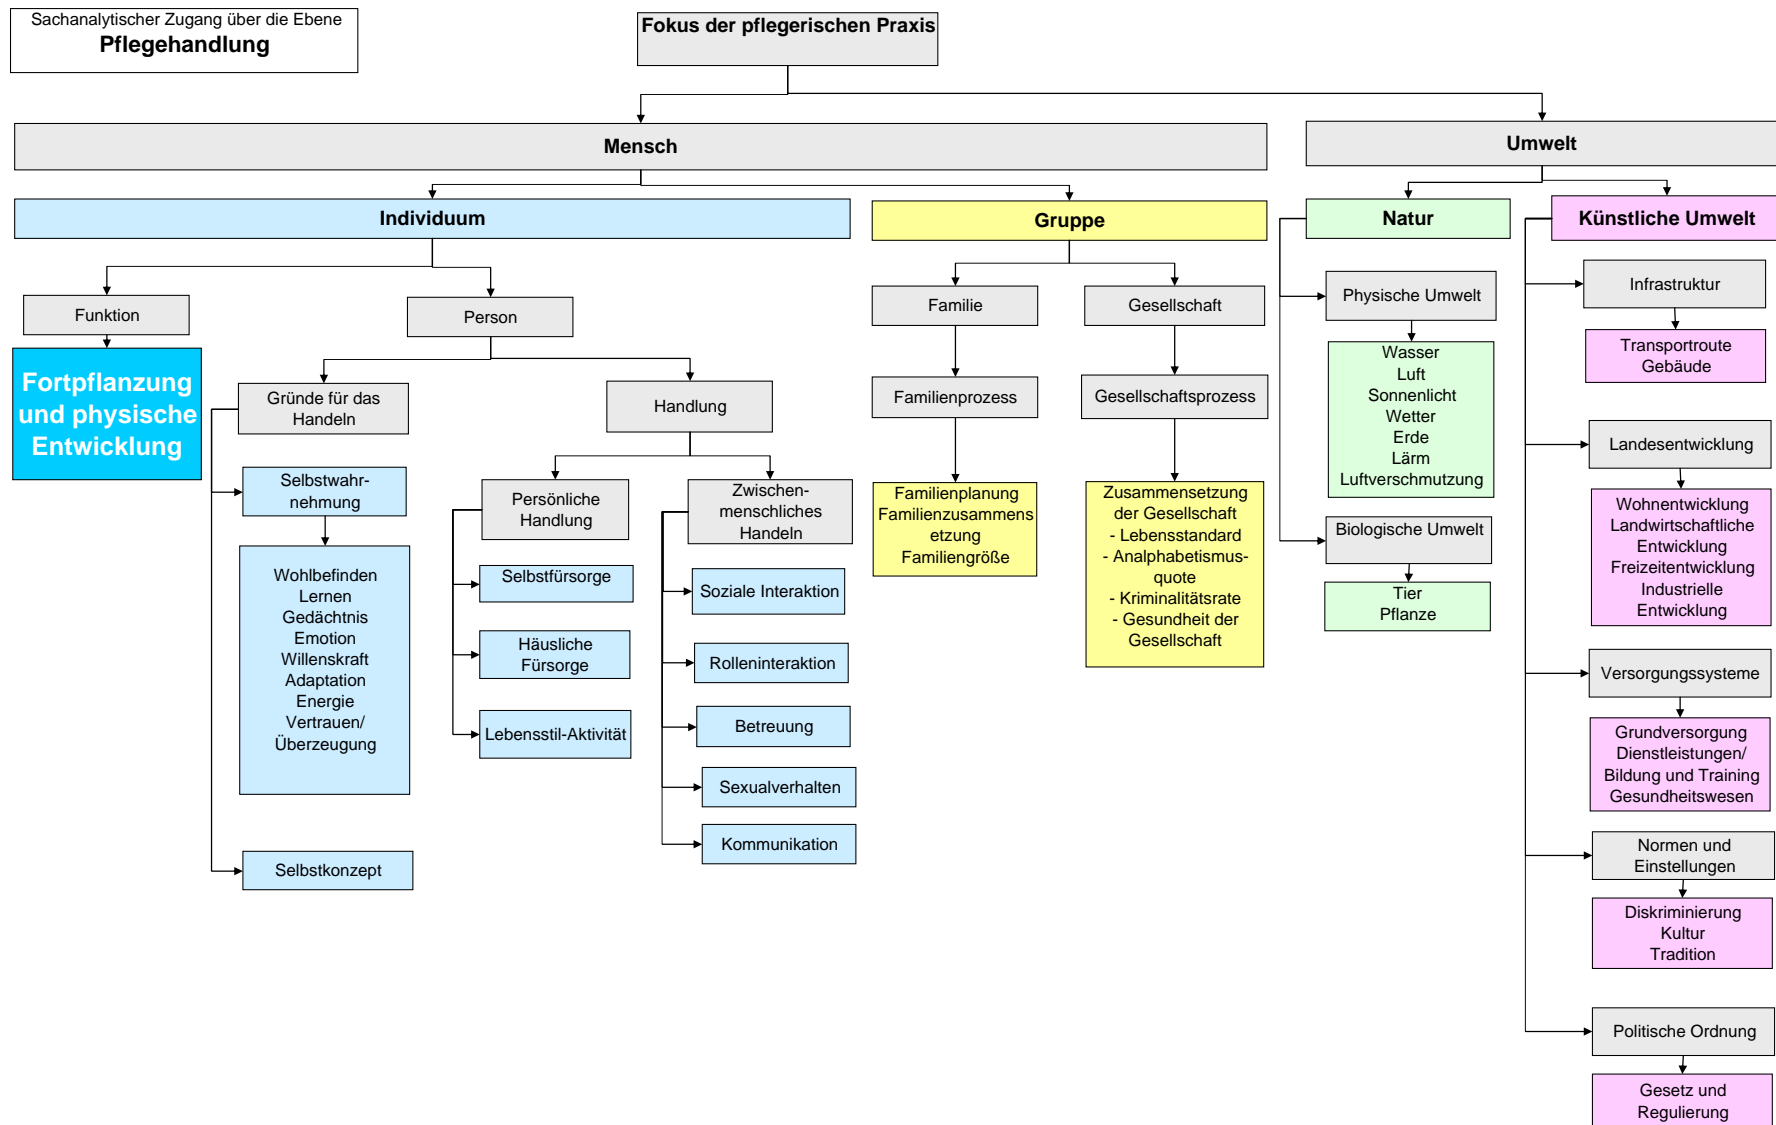 Sachanalytischer Zugang über die Ebene
Pflegehandlung
Fokus der pflegerischen Praxis
Mensch
Umwelt
Individuum
Gruppe
Natur
Künstliche Umwelt
Funktion
Person
Familie
Gesellschaft
Physische Umwelt
Infrastruktur
Fortpflanzung
und physische
Entwicklung
Gründe für das
Handeln
Handlung
Familienprozess
Gesellschaftsprozess
Wasser
Luft
Sonnenlicht
Wetter
Erde
Lärm
Luftverschmutzung
Transportroute
Gebäude
Landesentwicklung
Selbstwahr-
nehmung
Persönliche
Handlung
Zwischen-
menschliches
Handeln
Familienplanung
Familienzusammens
etzung
Familiengröße
Zusammensetzung
der Gesellschaft
- Lebensstandard
- Analphabetismus-
quote
- Kriminalitätsrate
- Gesundheit der
Gesellschaft
Biologische Umwelt
Tier
Pflanze
Wohnentwicklung
Landwirtschaftliche
Entwicklung
Freizeitentwicklung
Industrielle
Entwicklung
Wohlbefinden
Lernen
Gedächtnis
Emotion
Willenskraft
Adaptation
Energie
Vertrauen/
Überzeugung
Selbstfürsorge
Häusliche
Fürsorge
Lebensstil-Aktivität
Soziale Interaktion
Rolleninteraktion
Betreuung
Sexualverhalten
Kommunikation
Selbstkonzept
Versorgungssysteme
Grundversorgung
Dienstleistungen/
Bildung und Training
Gesundheitswesen
Normen und
Einstellungen
Diskriminierung
Kultur
Tradition
Politische Ordnung
Gesetz und
Regulierung